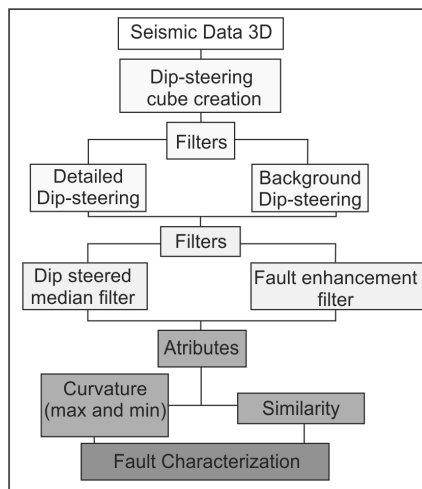 Seismic Data 3D
Dip-steering
cube creation
Filters
Detailed
Dip-steering
Background
Dip-steering
Filters
Dip steered
median filter
Fault enhancement
filter
Atributes
Curvature
(max and min)
Similarity
Fault Characterization